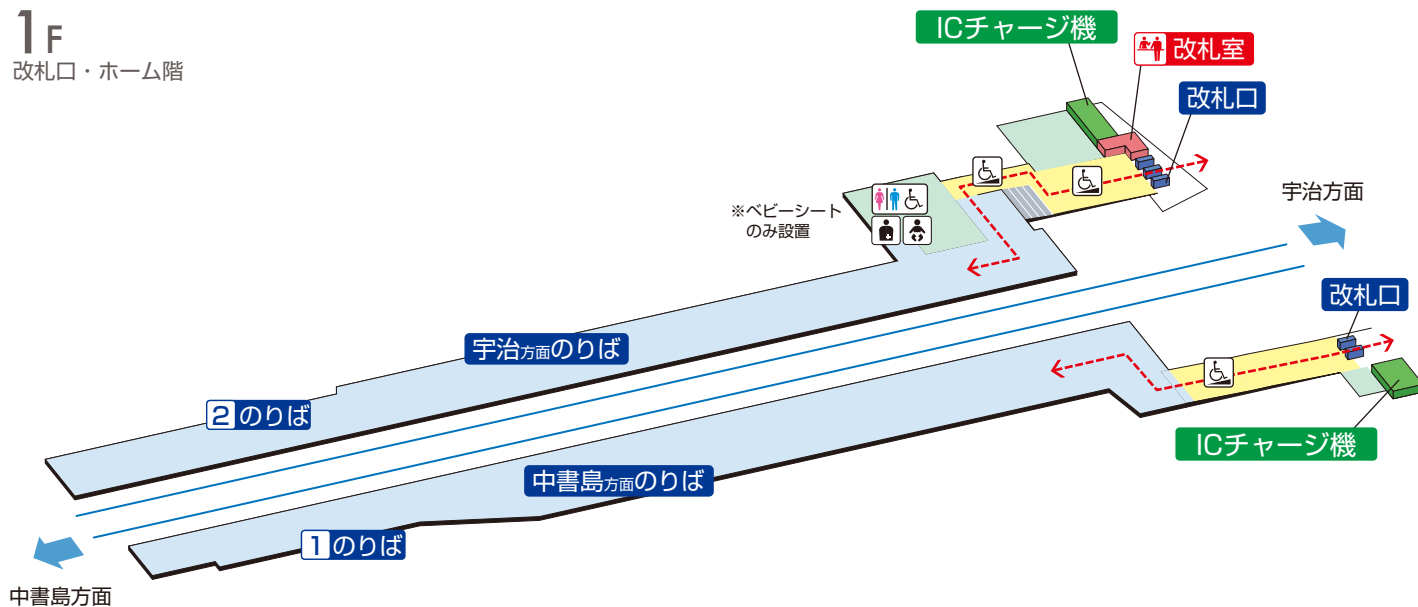 1F
改札口・ホーム階
ICチャージ機
改札室
改札口
宇治方面
※ベビーシート
のみ設置
改札口
宇治方面のりば
2のりば
ICチャージ機
中書島方面のりば
1のりば
中書島方面